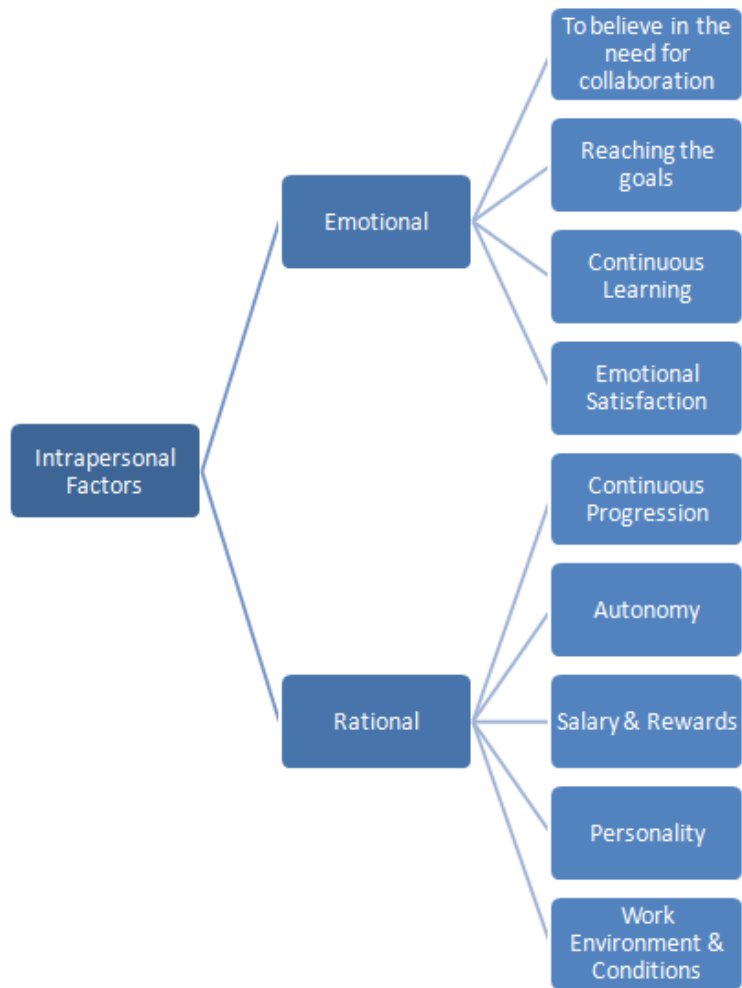 To believe in the
need for
collaboration
Reaching the
goals
Emotional
Continuous
Learning
Emotional
Satisfaction
Intrapersonal
Factors
Continuous
Progression
Autonomy
Rational
Salary & Rewards
Personality
Work
Environment &
Conditions